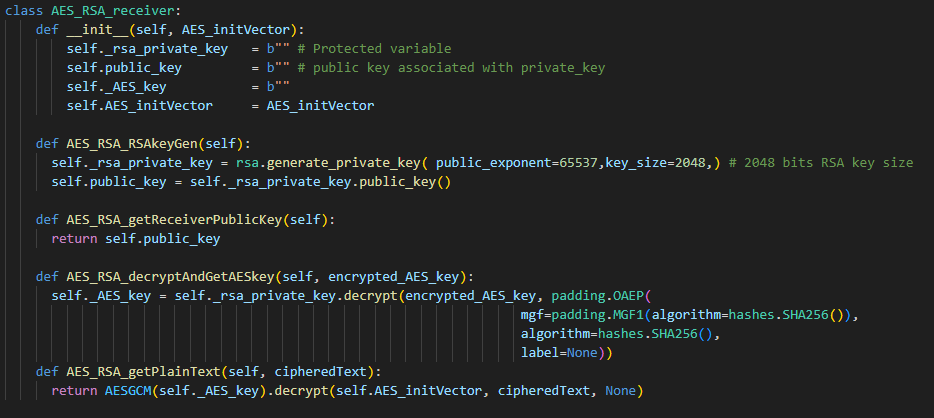 class AES_RSA_receiver:
    def __init__(self, AES_initVector):
        self._rsa_private_key   = b"" # Protected variable
        self.public_key         = b"" # public key associated with private_key
        self._AES_key           = b""
        self.AES_initVector     = AES_initVector
    def AES_RSA_RSAkeyGen(self):
      self._rsa_private_key = rsa.generate_private_key( public_exponent=65537,key_size=2048,) # 2048 bits RSA key size
      self.public_key = self._rsa_private_key.public_key()
    def AES_RSA_getReceiverPublicKey(self):
      return self.public_key
    def AES_RSA_decryptAndGetAESkey(self, encrypted_AES_key):
      self._AES_key = self._rsa_private_key.decrypt(encrypted_AES_key, padding.OAEP(
                                                                   mgf=padding.MGF1(algorithm=hashes.SHA256()),
                                                                   algorithm=hashes.SHA256(),
                                                                   label=None))
    def AES_RSA_getPlainText(self, cipheredText):
      return AESGCM(self._AES_key).decrypt(self.AES_initVector, cipheredText, None)